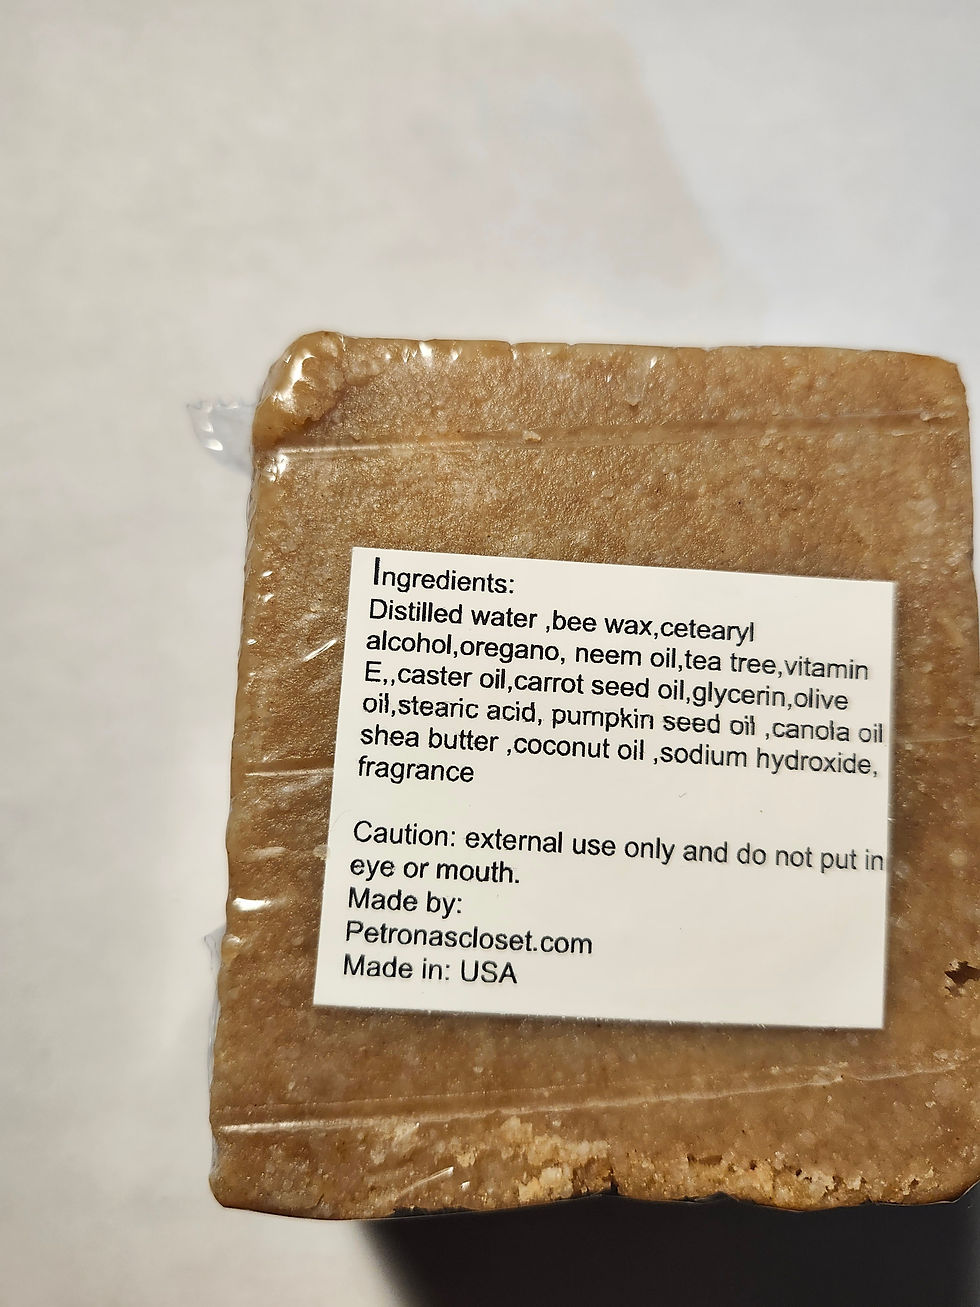 Ingredients:
Distilled water ,bee wax,cetearyl
alcohol,oregano, neem oil,tea tree,vitamin
E,,caster oil,carrot seed oil,glycerin,olive
oil,stearic acid, pumpkin seed oil ,canola oil
shea butter ,coconut oil ,sodium hydroxide,
fragrance
Caution: external use only and do not put in
eye or mouth.
Made by:
Petronascloset.com
Made in: USA